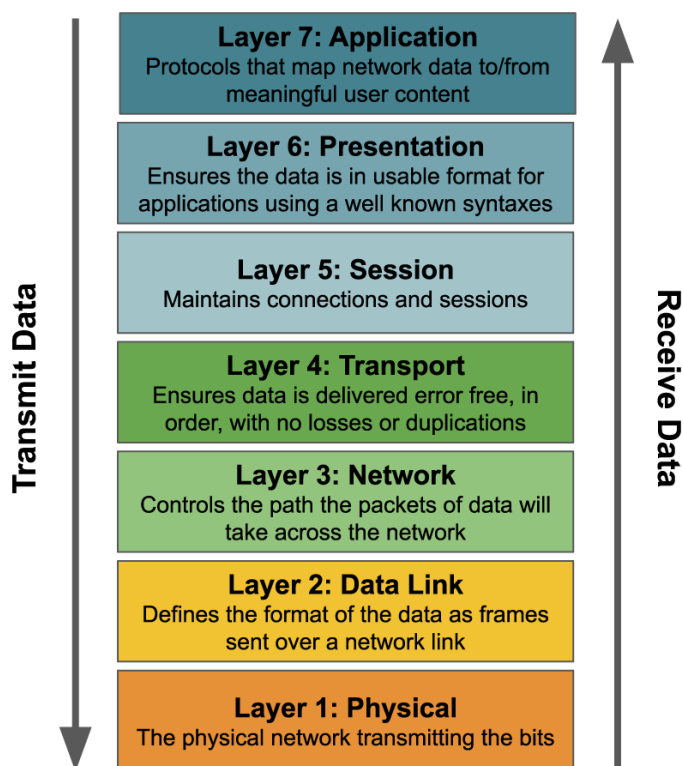 Layer 7: Application
Protocols that map network data to/from
meaningful user content
Layer 6: Presentation
Ensures the data is in usable format for
applications using a well known syntaxes
Layer 5: Session
Maintains connections and sessions
Layer 4: Transport
Ensures data is delivered error free, in
order, with no losses or duplications
Layer 3: Network
Controls the path the packets of data will
take across the network
Layer 2: Data Link
Defines the format of the data as frames
sent over a network link
Layer 1: Physical
The physical network transmitting the bits
Transmit Data
Receive Data